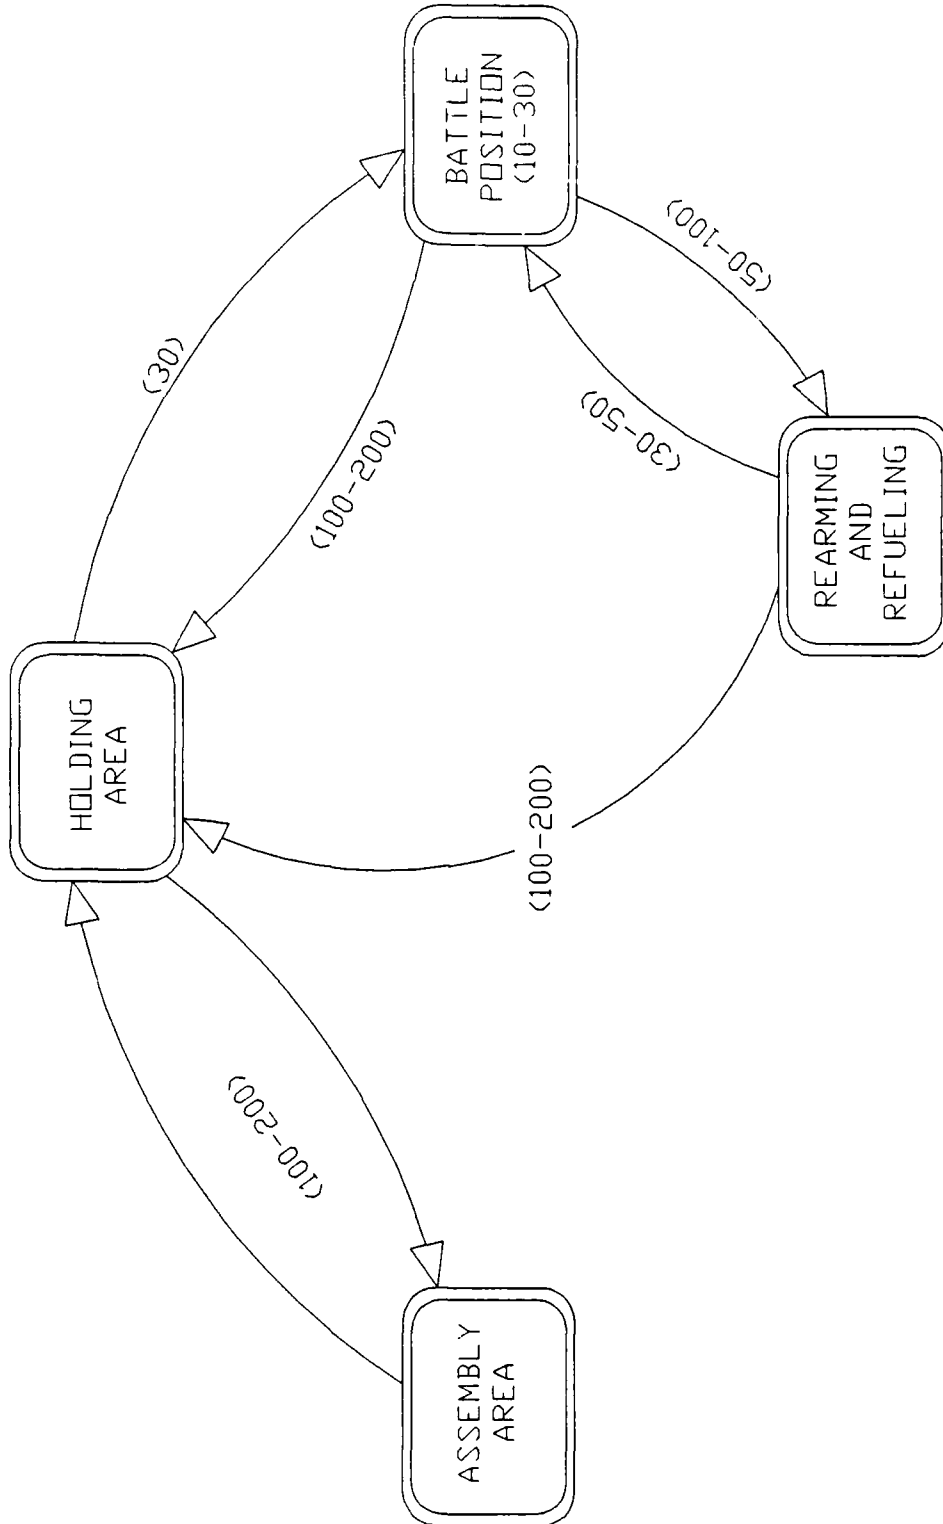 ASSEMBLY
AREA
(100-200)
HOLDING
AREA
(30)
(100-200)
(100-200)
BATTLE
POSITION
(10-30)
(30-50)
(50-100)
REARMING
AND
REFUELING